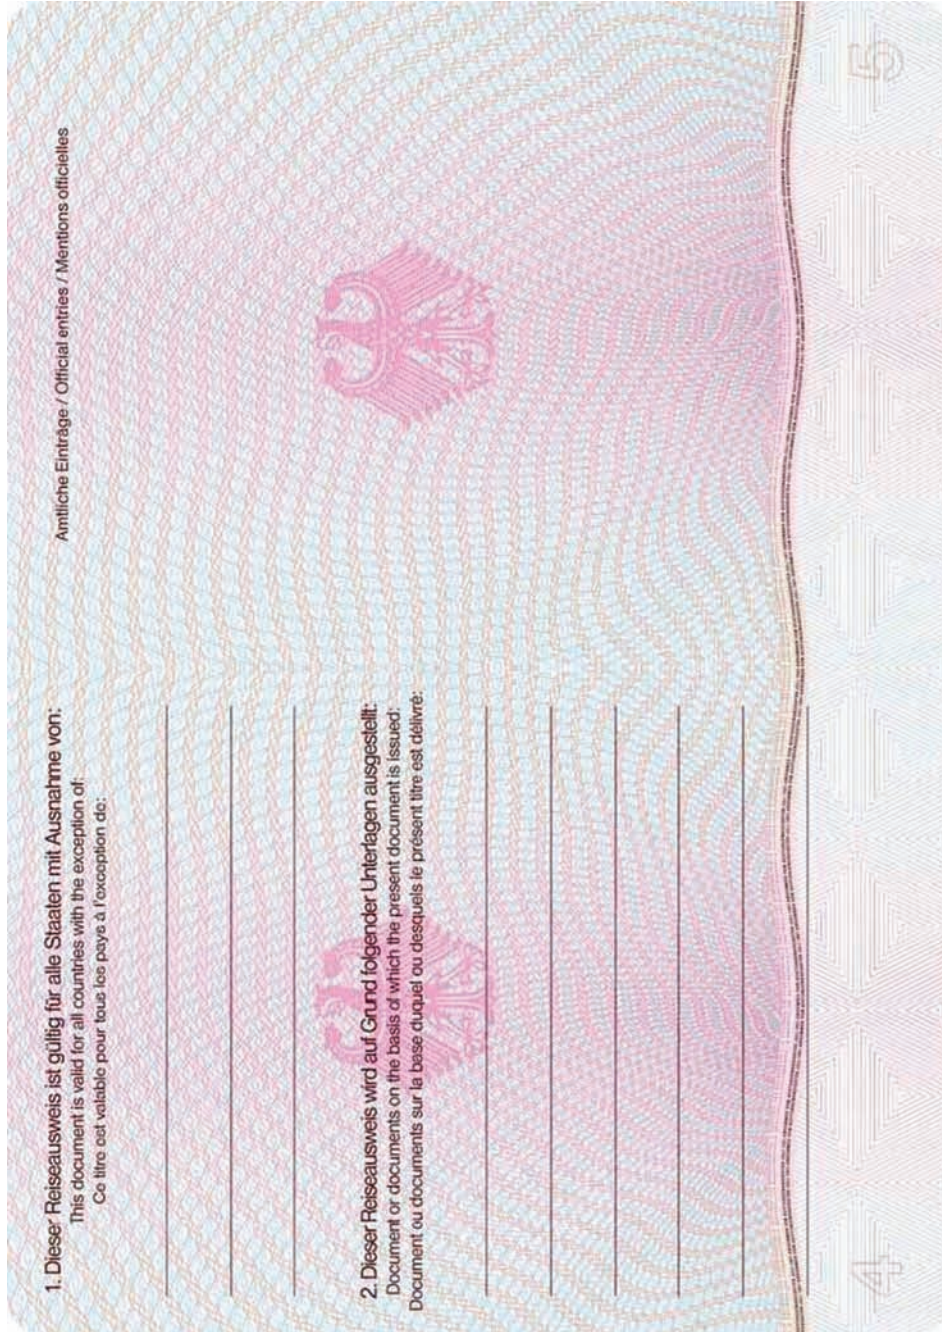 1. Dieser Reiseausweis ist gültig für alle Staaten mit Ausnahme von:
This document is valid for all countries with the exception of:
Ce titre est valable pour tous les pays à l'exception de:
2. Dieser Reiseausweis wird auf Grund folgender Unterlagen ausgestellt:
Document or documents on the basis of which the present document is issued:
Document ou documents sur la base duquel ou desquels le présent titre est délivré:
4
Amtliche Einträge / Official entries / Mentions officielles
5